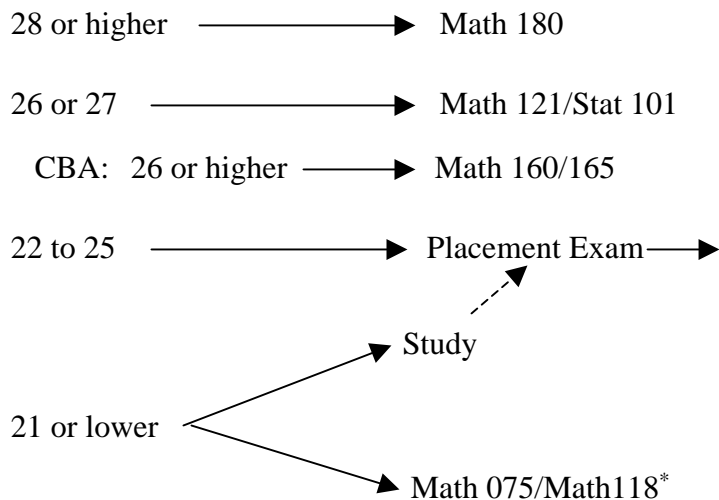 28 or higher Math 180
26 or 27 Math 121/Stat 101
CBA: 26 or higher Math 160/165
22 to 25 Placement Exam
Study
21 or lower
Math 075/Math118*